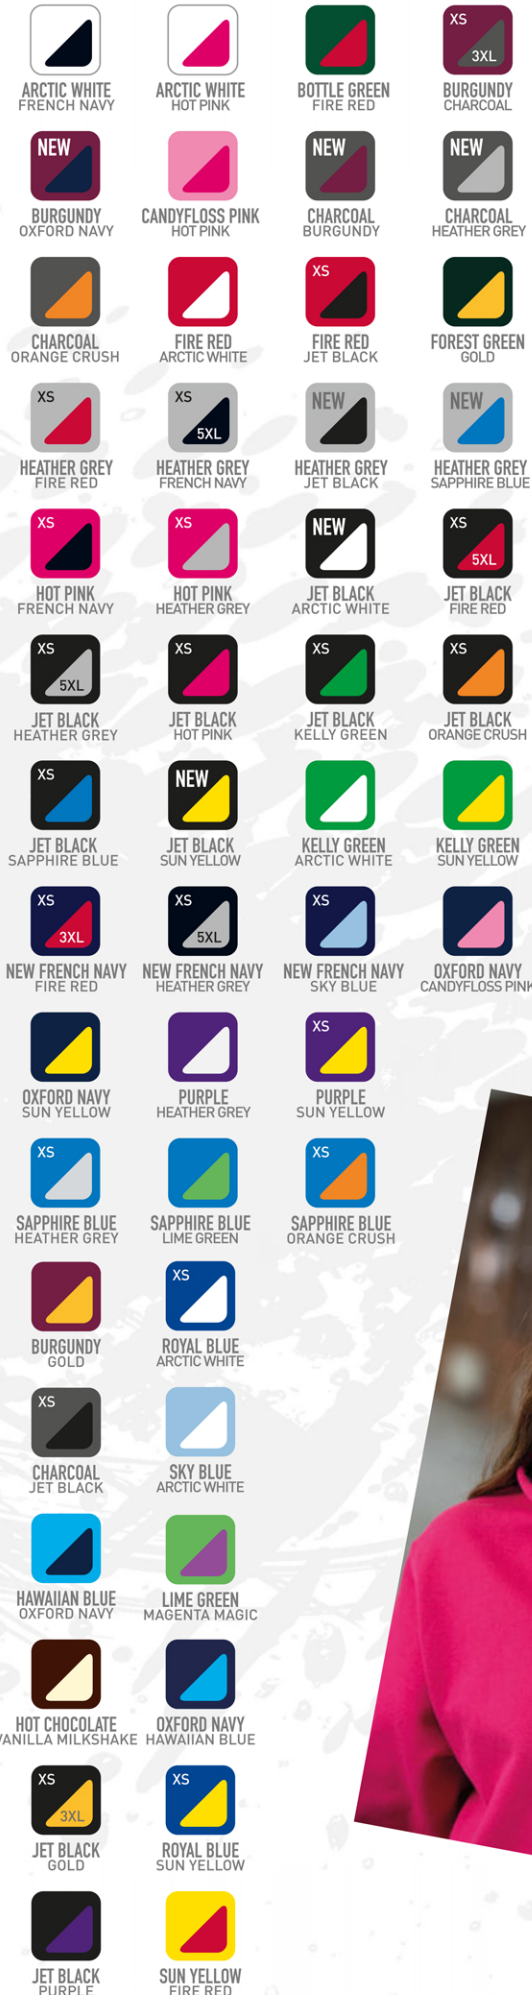 XS
3XL
ARCTIC WHITE
FRENCH NAVY
ARCTIC WHITE
HOT PINK
BOTTLE GREEN
FIRE RED
BURGUNDY
CHARCOAL
NEW
NEW
NEW
BURGUNDY
OXFORD NAVY
CANDYFLOSS PINK
HOT PINK
CHARCOAL
BURGUNDY
CHARCOAL
HEATHER GREY
XS
CHARCOAL
ORANGE CRUSH
FIRE RED
ARCTIC WHITE
FIRE RED
JET BLACK
FOREST GREEN
GOLD
XS
XS
5XL
NEW
NEW
HEATHER GREY
FIRE RED
HEATHER GREY
FRENCH NAVY
HEATHER GREY
JET BLACK
HEATHER GREY
SAPPHIRE BLUE
XS
XS
NEW
XS
5XL
HOT PINK
FRENCH NAVY
HOT PINK
HEATHER GREY
JET BLACK
ARCTIC WHITE
JET BLACK
FIRE RED
XS
5XL
XS
XS
XS
JET BLACK
HEATHER GREY
JET BLACK
HOT PINK
JET BLACK
KELLY GREEN
JET BLACK
ORANGE CRUSH
XS
NEW
JET BLACK
SAPPHIRE BLUE
JET BLACK
SUN YELLOW
KELLY GREEN
ARCTIC WHITE
KELLY GREEN
SUN YELLOW
XS
3XL
XS
5XL
XS
NEW FRENCH NAVY
FIRE RED
NEW FRENCH NAVY
HEATHER GREY
NEW FRENCH NAVY
SKY BLUE
OXFORD NAVY
CANDYFLOSS PINK
XS
OXFORD NAVY
SUN YELLOW
PURPLE
HEATHER GREY
PURPLE
SUN YELLOW
XS
XS
SAPPHIRE BLUE
HEATHER GREY
SAPPHIRE BLUE
LIME GREEN
SAPPHIRE BLUE
ORANGE CRUSH
XS
BURGUNDY
GOLD
ROYAL BLUE
ARCTIC WHITE
XS
CHARCOAL
JET BLACK
SKY BLUE
ARCTIC WHITE
HAWAIIAN BLUE
OXFORD NAVY
LIME GREEN
MAGENTA MAGIC
HOT CHOCOLATE
VANILLA MILKSHAKE
OXFORD NAVY
HAWAIIAN BLUE
XS
3XL
XS
JET BLACK
GOLD
ROYAL BLUE
SUN YELLOW
JET BLACK
PURPLE
SUN YELLOW
FIRE RED